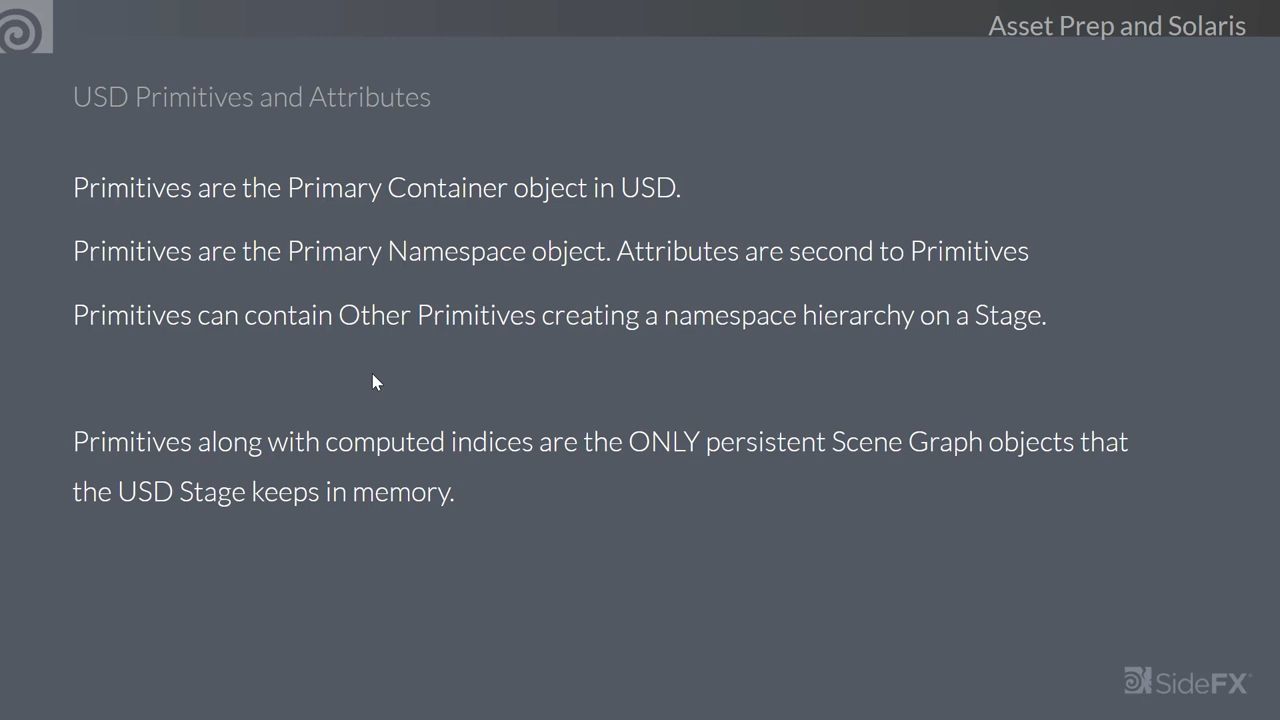 Asset Prep and Solaris
USD Primitives and Attributes
Primitives are the Primary Container object in USD.
Primitives are the Primary Namespace object. Attributes are second to Primitives
Primitives can contain Other Primitives creating a namespace hierarchy on a Stage.
Primitives along with computed indices are the ONLY persistent Scene Graph objects that
the USD Stage keeps in memory.
SideFX